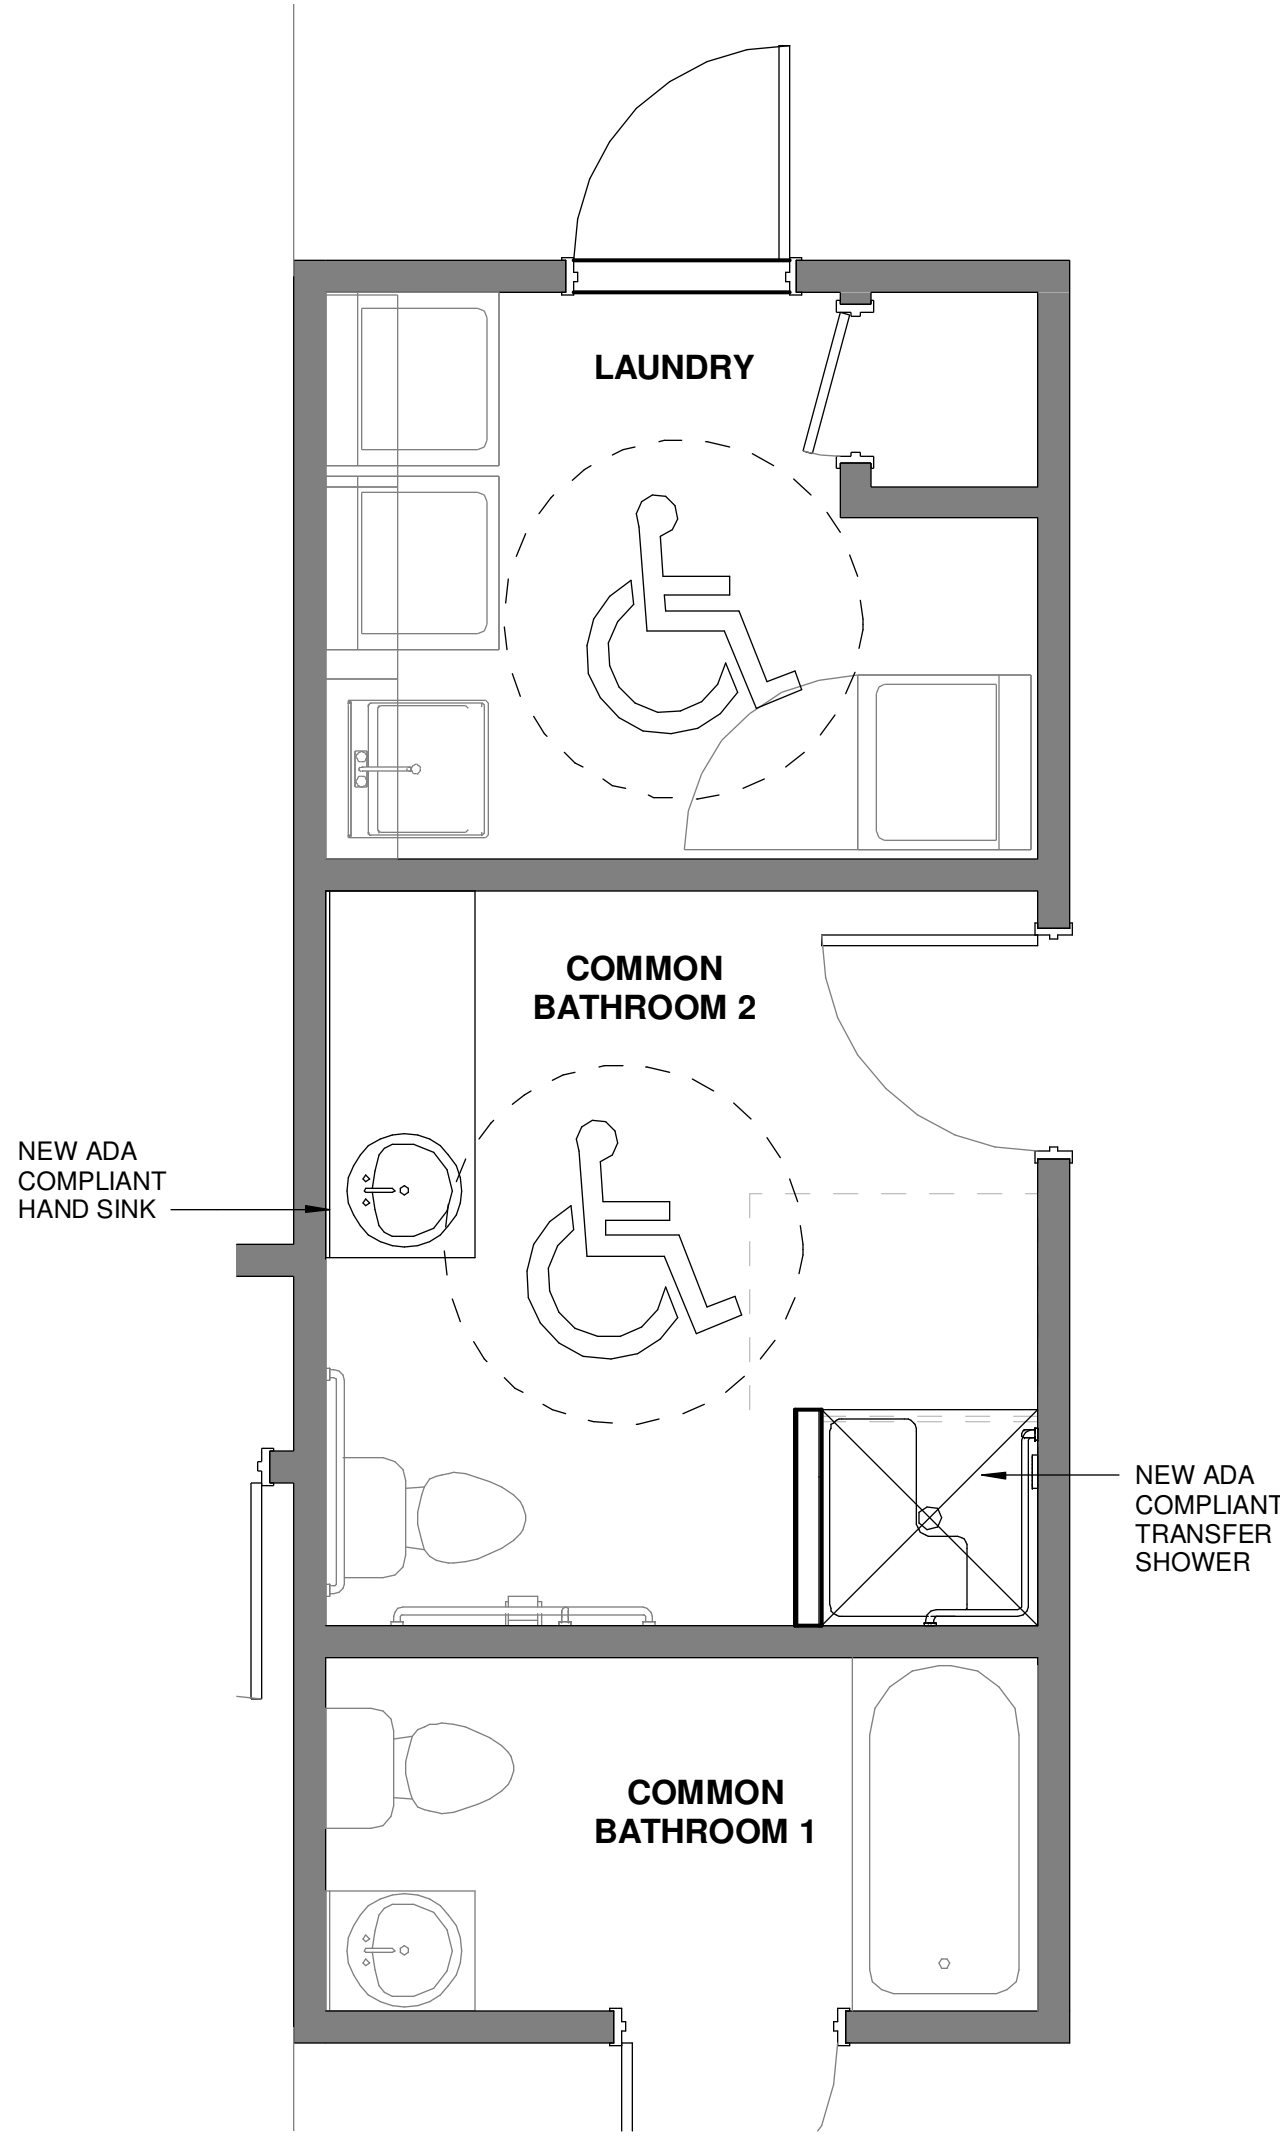 LAUNDRY
COMMON
BATHROOM 2
NEW ADA
COMPLIANT
HAND SINK
NEW ADA
COMPLIANT
TRANSFER
SHOWER
COMMON
BATHROOM 1